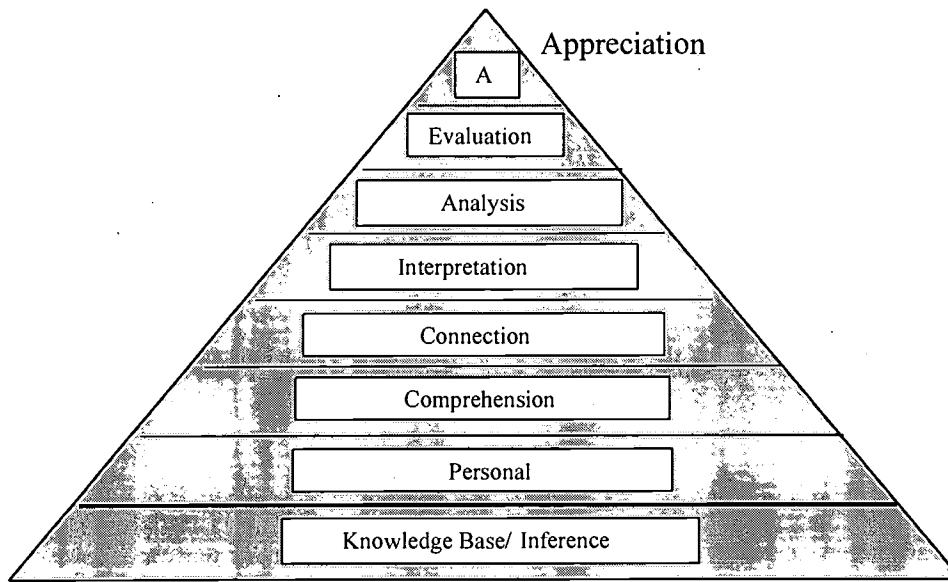 Appreciation
A
Evaluation
Analysis
Interpretation
Connection
Comprehension
Personal
Knowledge Base/ Inference